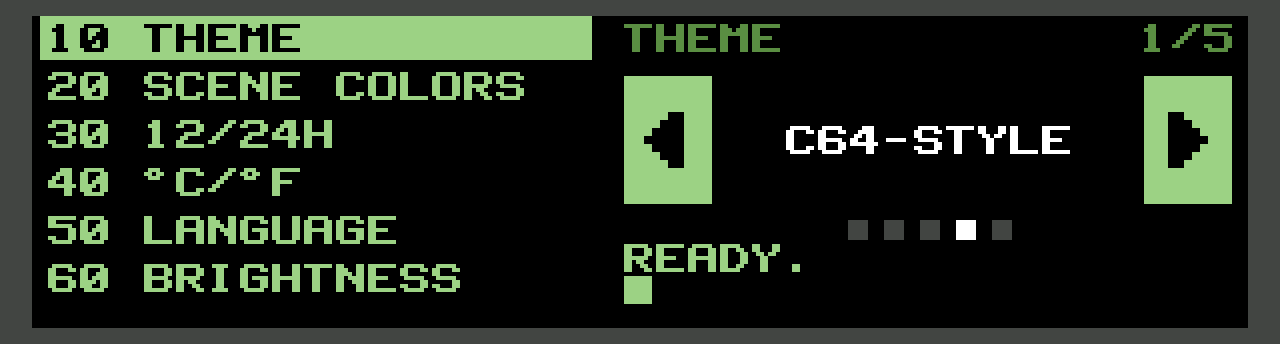 10 THEME
20 SCENE COLORS
30 12/24H
40 °C/°F
50 LANGUAGE
60 BRIGHTNESS
THEME 1/5
C64-STYLE
READY.